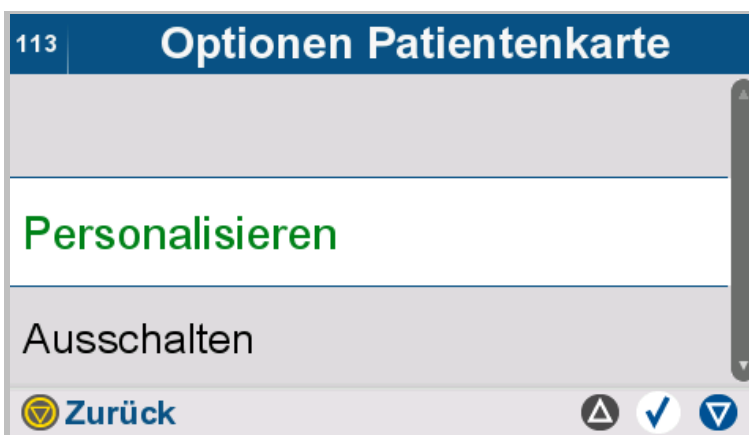 113 Optionen Patientenkarte
Personalisieren
Ausschalten
Zurück